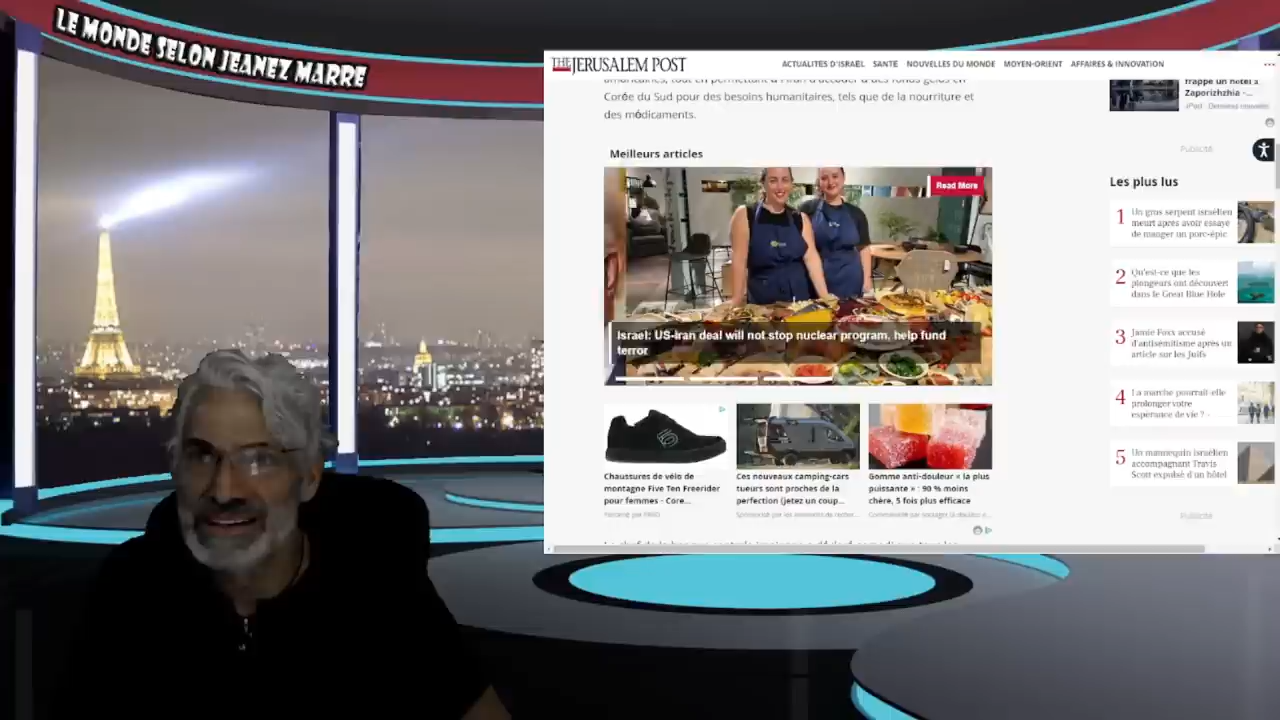 LE MONDE SELON JEANEZ MARRE
THE JERUSALEM POST
ACTUALITÉS D'ISRAËL SANTÉ NOUVELLES DU MONDE MOYEN-ORIENT AFFAIRES & INNOVATION
Corée du Sud pour des besoins humanitaires, tels que de la nourriture et
des médicaments.
Meilleurs articles
Read More
Israel: US-Iran deal will not stop nuclear program, help fund
terror
Chaussures de vélo de
montagne Five Ten Freerider
pour femmes - Core...
Ces nouveaux camping-cars
tueurs sont proches de la
perfection (jetez un coup...
Gomme anti-douleur « la plus
puissante » : 90 % moins
chère, 5 fois plus efficace
frappe un hôtel à
Zaporizhzhia -...
Publicité
Les plus lus
1 Un gros serpent israélien
meurt après avoir essayé
de manger un porc-épic
2 Qu'est-ce que les
plongeurs ont découvert
dans le Great Blue Hole
3 Jamie Foxx accusé
d'antisémitisme après un
article sur les Juifs
4 La marche pourrait-elle
prolonger votre
espérance de vie ? -
5 Un mannequin israélien
accompagnant Travis
Scott expulsé d'un hôtel
Publicité